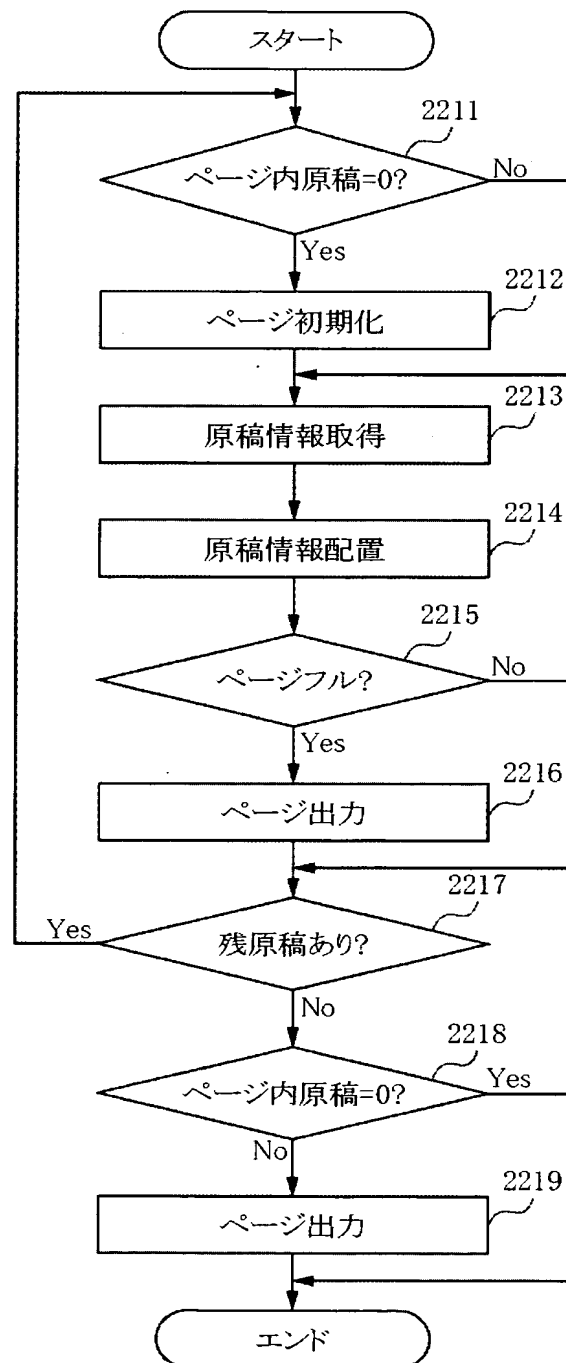 スタート
2211
ページ内原稿=0?
No
Yes
2212
ページ初期化
2213
原稿情報取得
2214
原稿情報配置
2215
ページフル?
No
Yes
2216
ページ出力
2217
Yes
残原稿あり?
No
2218
ページ内原稿=0?
Yes
No
2219
ページ出力
エンド